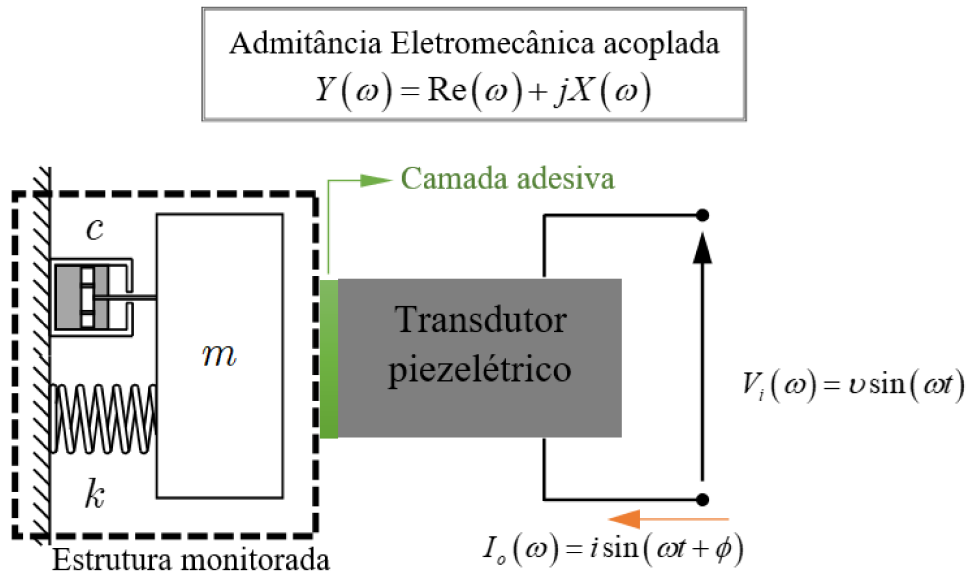 Admitância Eletromecânica acoplada
Y(ω) = Re(ω) + jX(ω)
Camada adesiva
c
m
k
Transdutor
piezelétrico
V_i(ω) = υ sin(ωt)
I_o(ω) = i sin(ωt + ϕ)
Estrutura monitorada